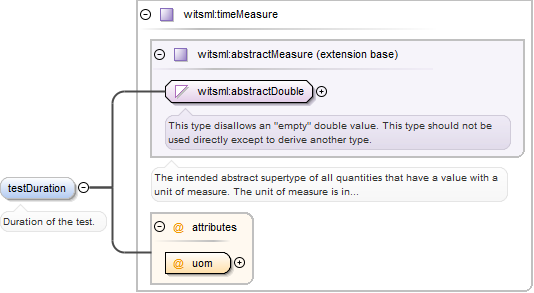 witsml:timeMeasure
witsml:abstractMeasure (extension base)
witsml:abstractDouble
This type disallows an "empty" double value. This type should not be
used directly except to derive another type.
The intended abstract supertype of all quantities that have a value with a
unit of measure. The unit of measure is in...
testDuration
Duration of the test.
@ attributes
@ uom